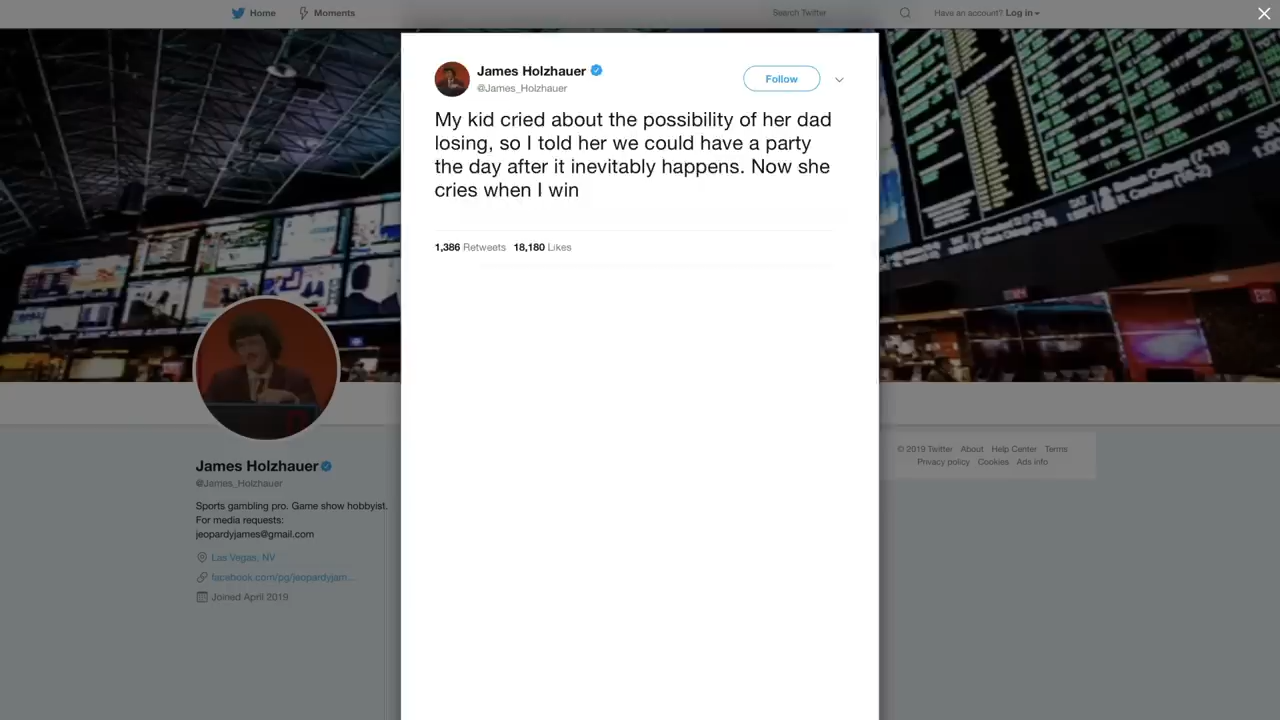 Home Moments Search Twitter Have an account? Log in
James Holzhauer
@James_Holzhauer
Follow
My kid cried about the possibility of her dad
losing, so I told her we could have a party
the day after it inevitably happens. Now she
cries when I win
1,386 Retweets 18,180 Likes
James Holzhauer
@James_Holzhauer
Sports gambling pro. Game show hobbyist.
For media requests:
jeopardyjames@gmail.com
Las Vegas, NV
facebook.com/pg/jeopardyjam...
Joined April 2019
© 2019 Twitter About Help Center Terms
Privacy policy Cookies Ads info